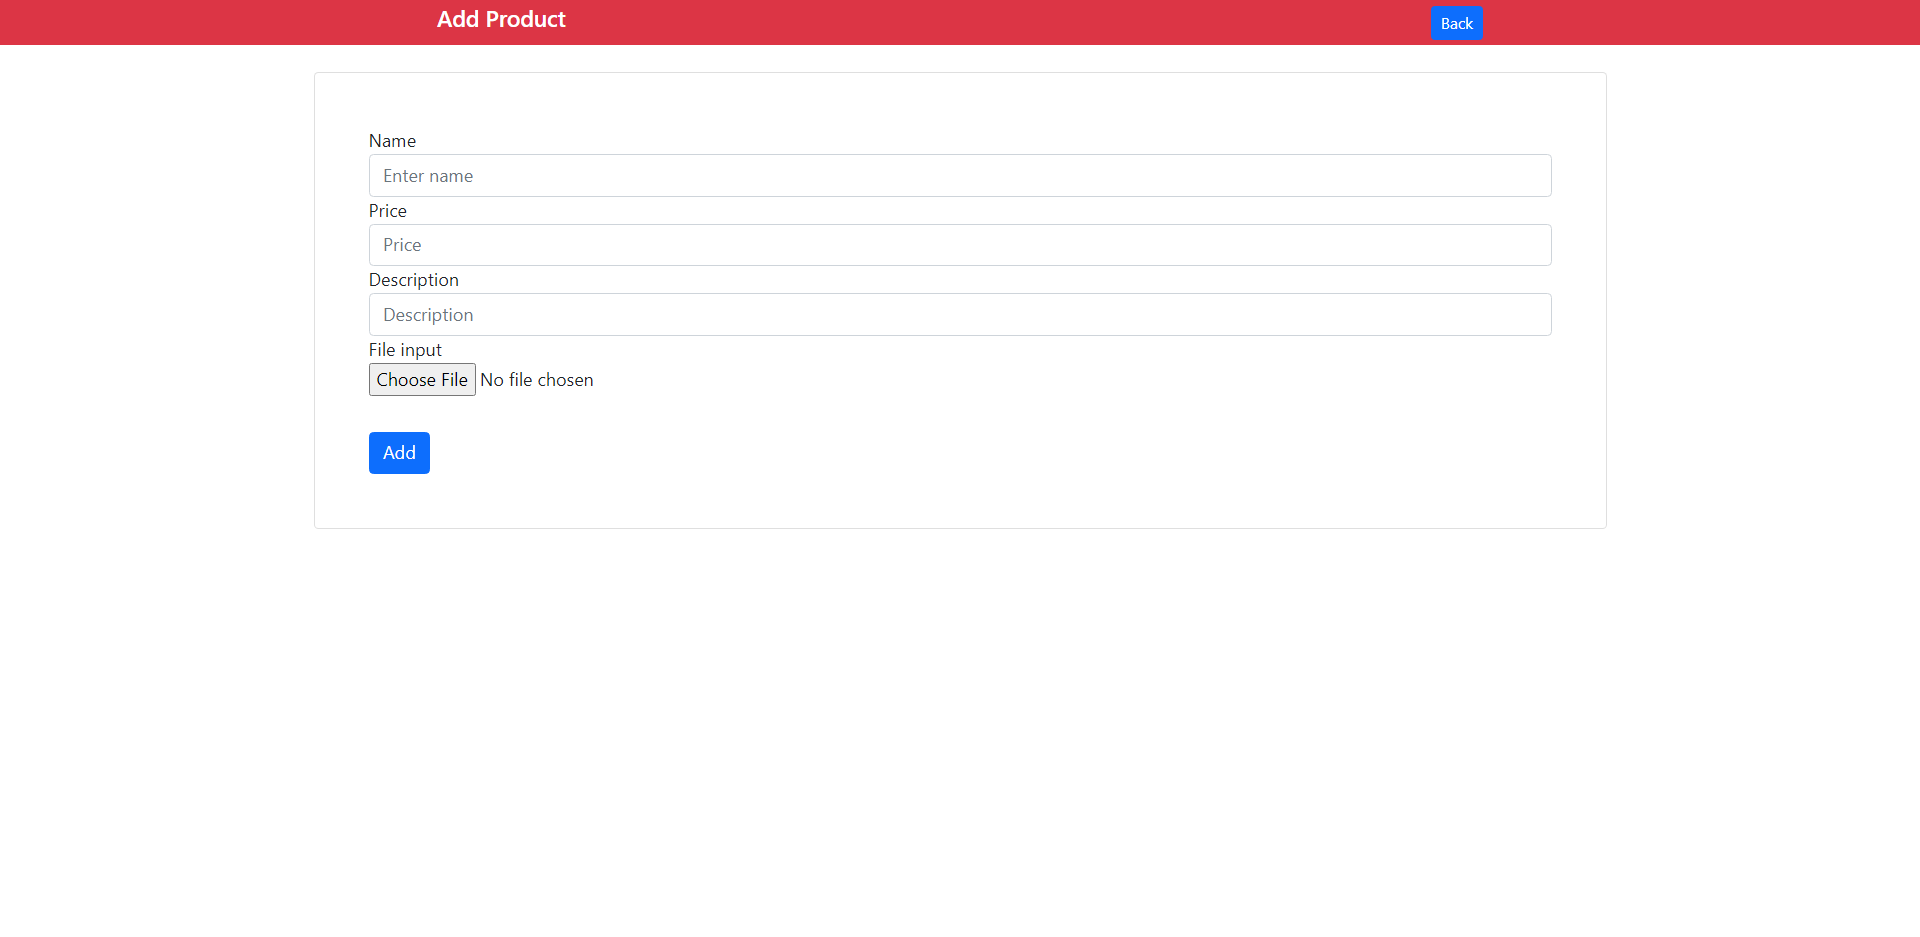 Add Product
Back
Name
Enter name
Price
Price
Description
Description
File input
Choose File No file chosen
Add